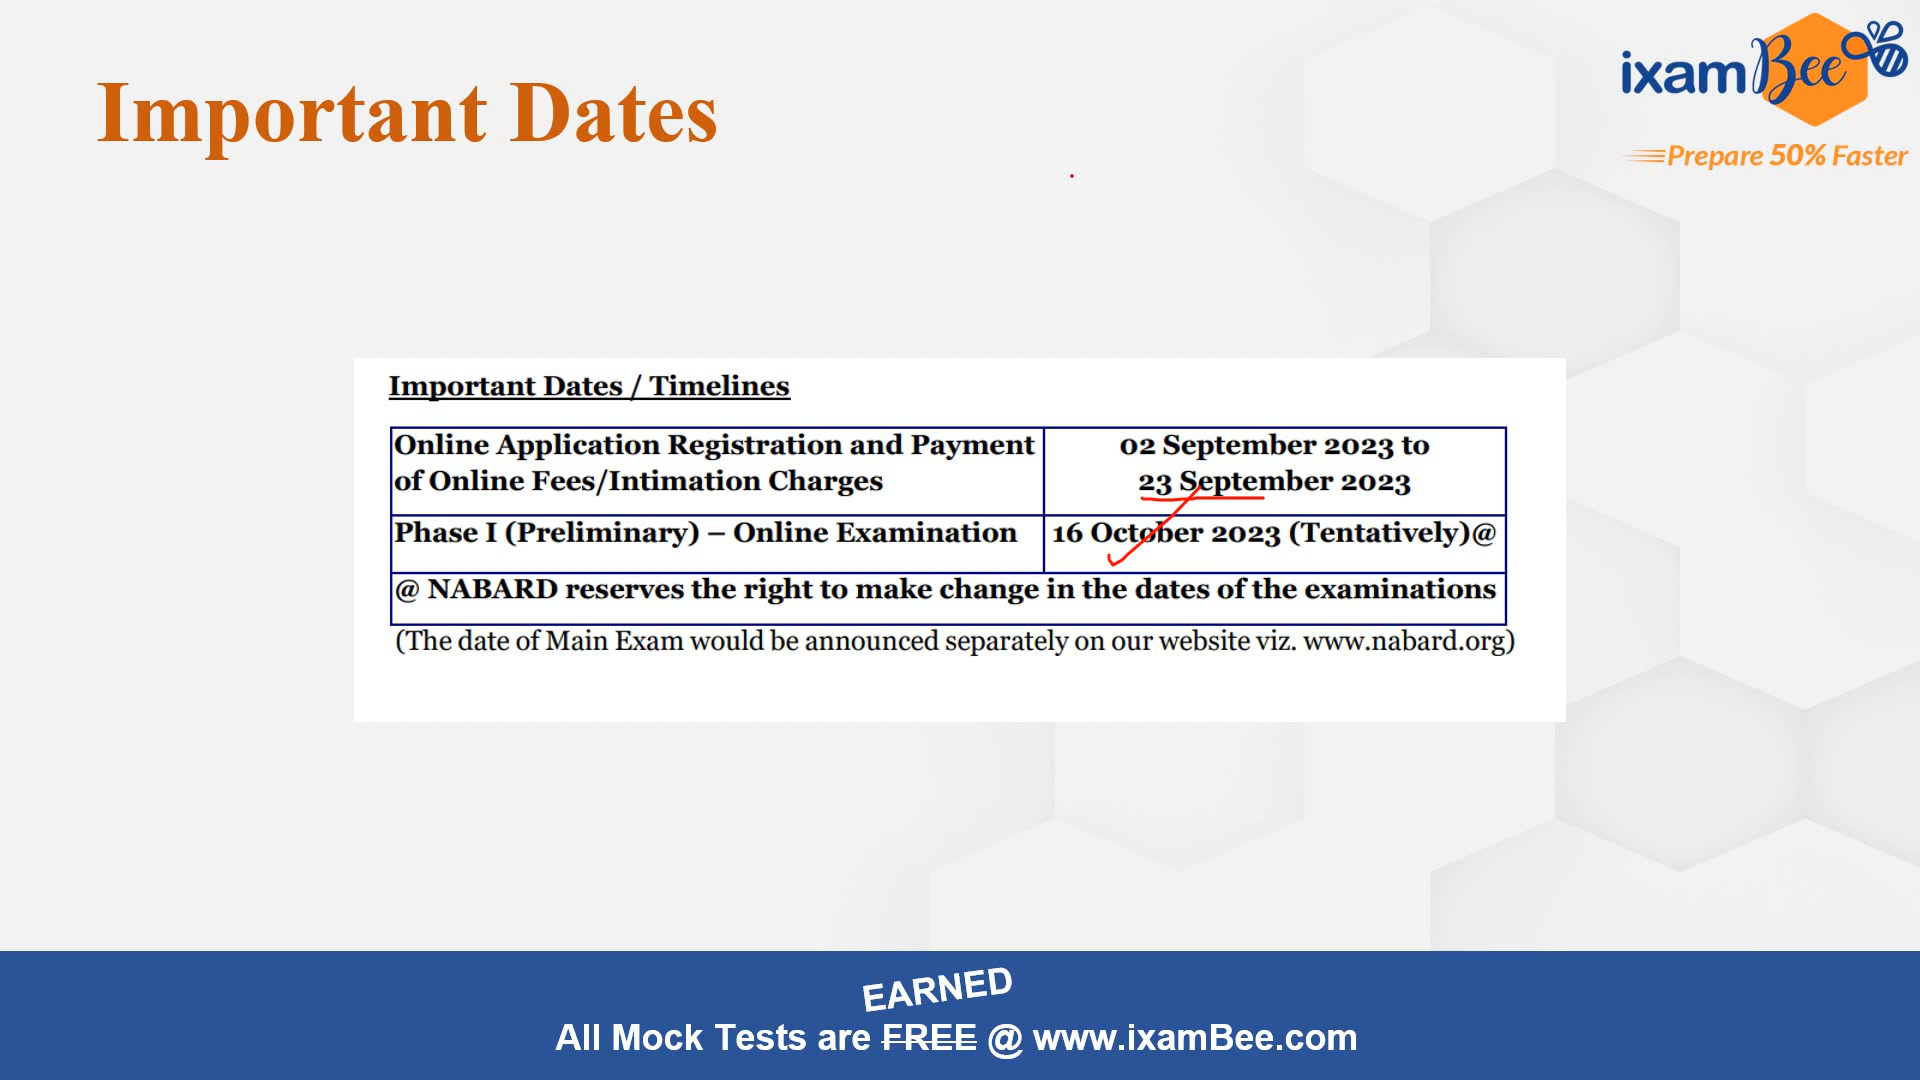 Important Dates
ixamBee
Prepare 50% Faster
Important Dates / Timelines
Online Application Registration and Payment of Online Fees/Intimation Charges
02 September 2023 to 23 September 2023
Phase I (Preliminary) – Online Examination
16 October 2023 (Tentatively)@
@ NABARD reserves the right to make change in the dates of the examinations
(The date of Main Exam would be announced separately on our website viz. www.nabard.org)
EARNED
All Mock Tests are FREE @ www.ixamBee.com